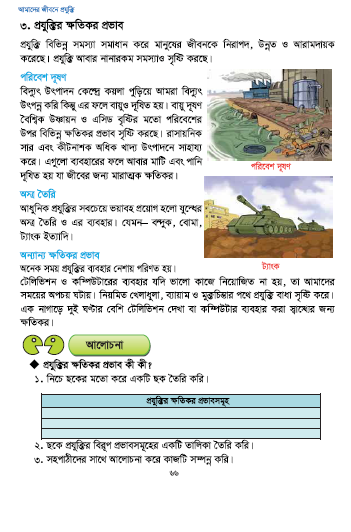 আমাদের জীবনে প্রযুক্তি
৩. প্রযুক্তির ক্ষতিকর প্রভাব
প্রযুক্তি বিভিন্ন সমস্যা সমাধান করে মানুষের জীবনকে নিরাপদ, উন্নত ও আরামদায়ক
করেছে। প্রযুক্তি আবার নানারকম সমস্যাও সৃষ্টি করছে।
পরিবেশ দূষণ
বিদ্যুৎ উৎপাদন কেন্দ্রে কয়লা পুড়িয়ে আমরা বিদ্যুৎ
উৎপন্ন করি কিন্তু এর ফলে বায়ুও দূষিত হয়। বায়ু দূষণ
বৈশ্বিক উষ্ণায়ন ও এসিড বৃষ্টির মতো পরিবেশের
উপর বিভিন্ন ক্ষতিকর প্রভাব সৃষ্টি করছে। রাসায়নিক
সার এবং কীটনাশক অধিক খাদ্য উৎপাদনে সাহায্য
করে। এগুলো ব্যবহারের ফলে আবার মাটি এবং পানি
দূষিত হয় যা জীবের জন্য মারাত্মক ক্ষতিকর।
পরিবেশ দূষণ
অস্ত্র তৈরি
আধুনিক প্রযুক্তির সবচেয়ে ভয়াবহ প্রয়োগ হলো যুদ্ধের
অস্ত্র তৈরি ও এর ব্যবহার। যেমন– বন্দুক, বোমা,
ট্যাংক ইত্যাদি।
ট্যাংক
অন্যান্য ক্ষতিকর প্রভাব
অনেক সময় প্রযুক্তির ব্যবহার নেশায় পরিণত হয়।
টেলিভিশন ও কম্পিউটারের ব্যবহার যদি ভালো কাজে নিয়োজিত না হয়, তা আমাদের
সময়ের অপচয় ঘটায়। নিয়মিত খেলাধুলা, ব্যায়াম ও মুক্তচিন্তার পথে প্রযুক্তি বাধা সৃষ্টি করে।
এক নাগাড়ে দুই ঘণ্টার বেশি টেলিভিশন দেখা বা কম্পিউটার ব্যবহার করা স্বাস্থ্যের জন্য
ক্ষতিকর।
আলোচনা
◆ প্রযুক্তির ক্ষতিকর প্রভাব কী কী?
১. নিচে ছকের মতো করে একটি ছক তৈরি করি।
প্রযুক্তির ক্ষতিকর প্রভাবসমূহ
২. ছকে প্রযুক্তির বিরূপ প্রভাবসমূহের একটি তালিকা তৈরি করি।
৩. সহপাঠীদের সাথে আলোচনা করে কাজটি সম্পন্ন করি।
৬৬